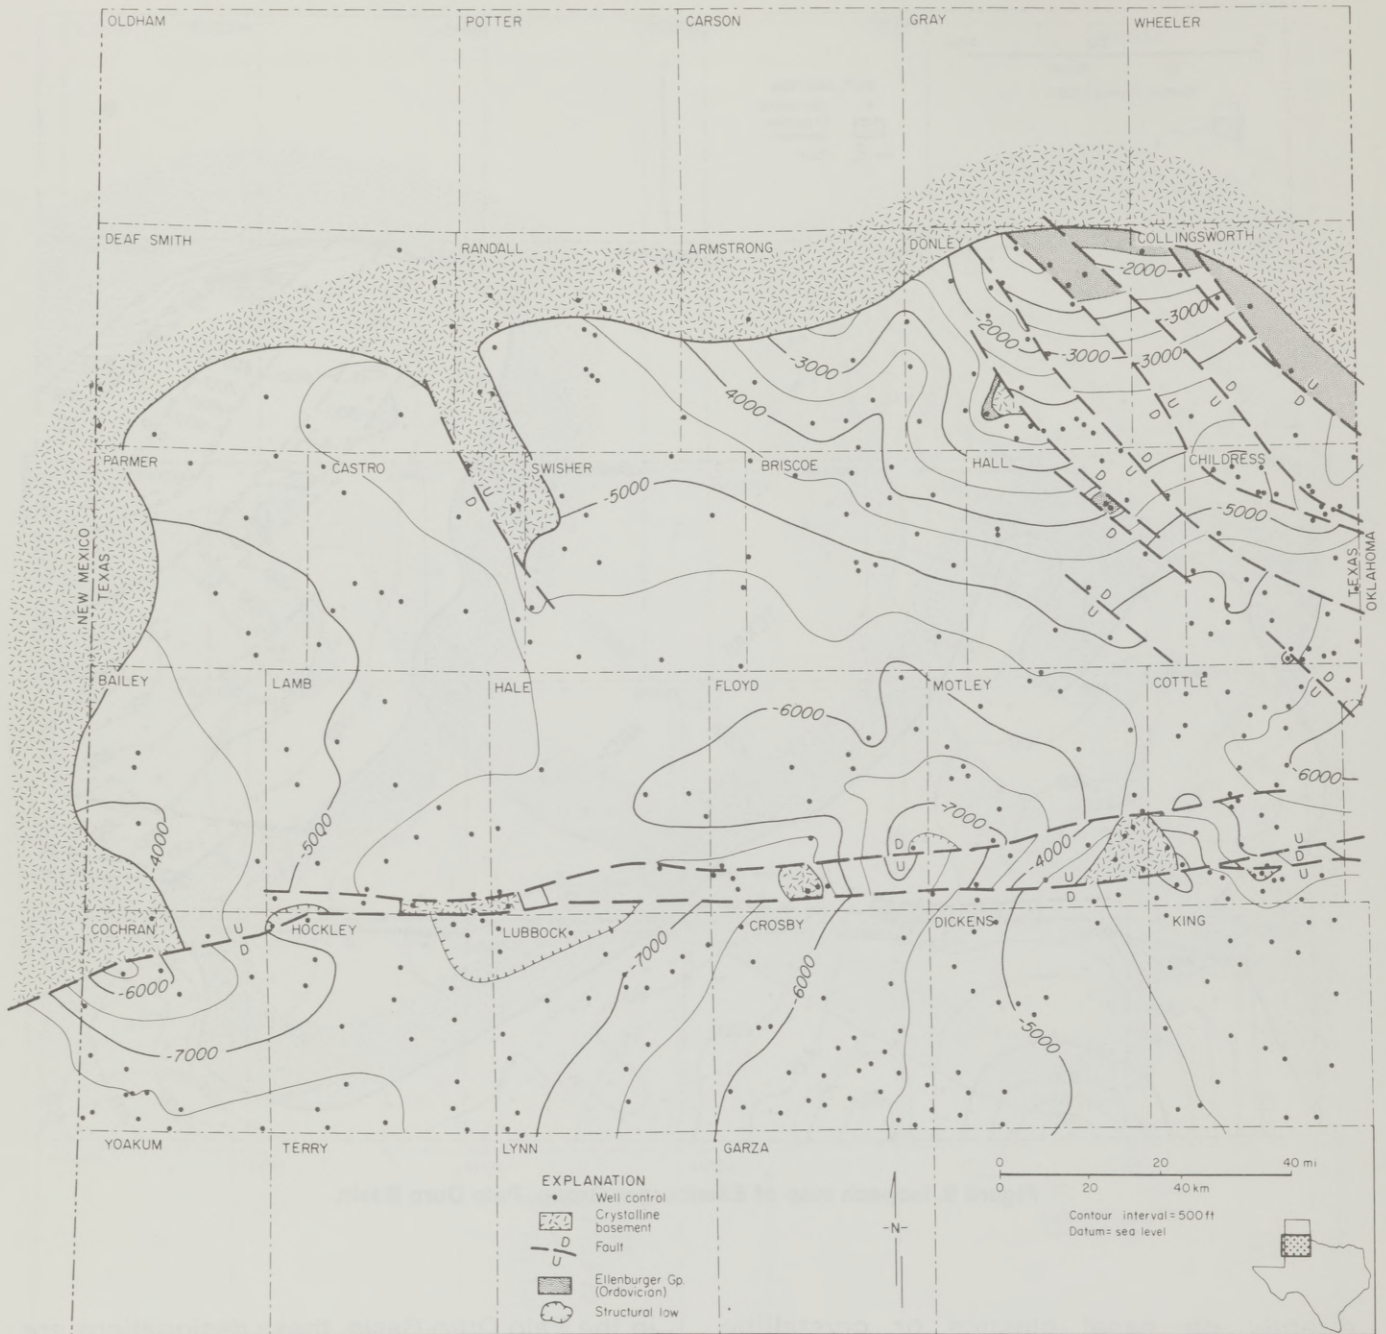 OLDHAM POTTER CARSON GRAY WHEELER
DEAF SMITH RANDALL ARMSTRONG DONLEY COLLINGSWORTH
-2000
-3000
-2000
-3000 -3000
-3000
4000
U
D
D
U
D
U
PARMER CASTRO SWISHER BRISCOE HALL CHILDRESS
U
D
-5000
D
U
D
U
-5000
D
NEW MEXICO
TEXAS
TEXAS
OKLAHOMA
D
U
BAILEY LAMB HALE FLOYD MOTLEY COTTLE
D
U
-6000
-6000
-7000
-4000
-5000
D
U
-4000
U
D
U
D
U
COCHRAN HOCKLEY LUBBOCK CROSBY DICKENS KING
U
D
-7000
-6000
-6000
-5000
-7000
YOAKUM TERRY LYNN GARZA
EXPLANATION
Well control
Crystalline
basement
D
U
Fault
Ellenburger Gp.
(Ordovician)
Structural low
-N-
0 20 40 mi
0 20 40 km
Contour interval = 500 ft
Datum = sea level